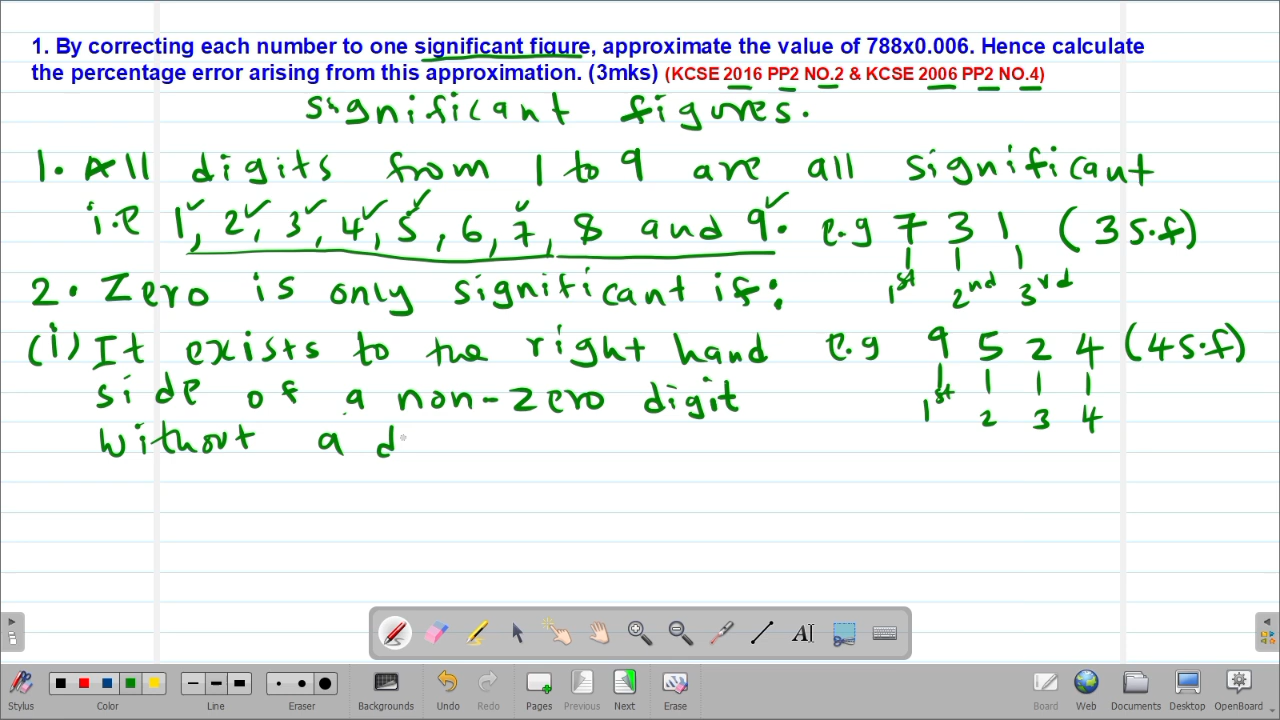 1. By correcting each number to one significant figure, approximate the value of 788x0.006. Hence calculate
the percentage error arising from this approximation. (3mks) (KCSE 2016 PP2 NO.2 & KCSE 2006 PP2 NO.4)
significant figures.
1. All digits from 1 to 9 are all significant
i.e 1, 2, 3, 4, 5, 6, 7, 8 and 9. e.g 7 3 1 (3 s.f)
1st 2nd 3rd
2. Zero is only significant if:
(i) It exists to the right hand e.g 9 5 2 4 (4 s.f)
side of a non-zero digit 1st 2 3 4
without a d
Stylus Color Line Eraser Backgrounds Undo Redo Pages Previous Next Erase Board Web Documents Desktop OpenBoard